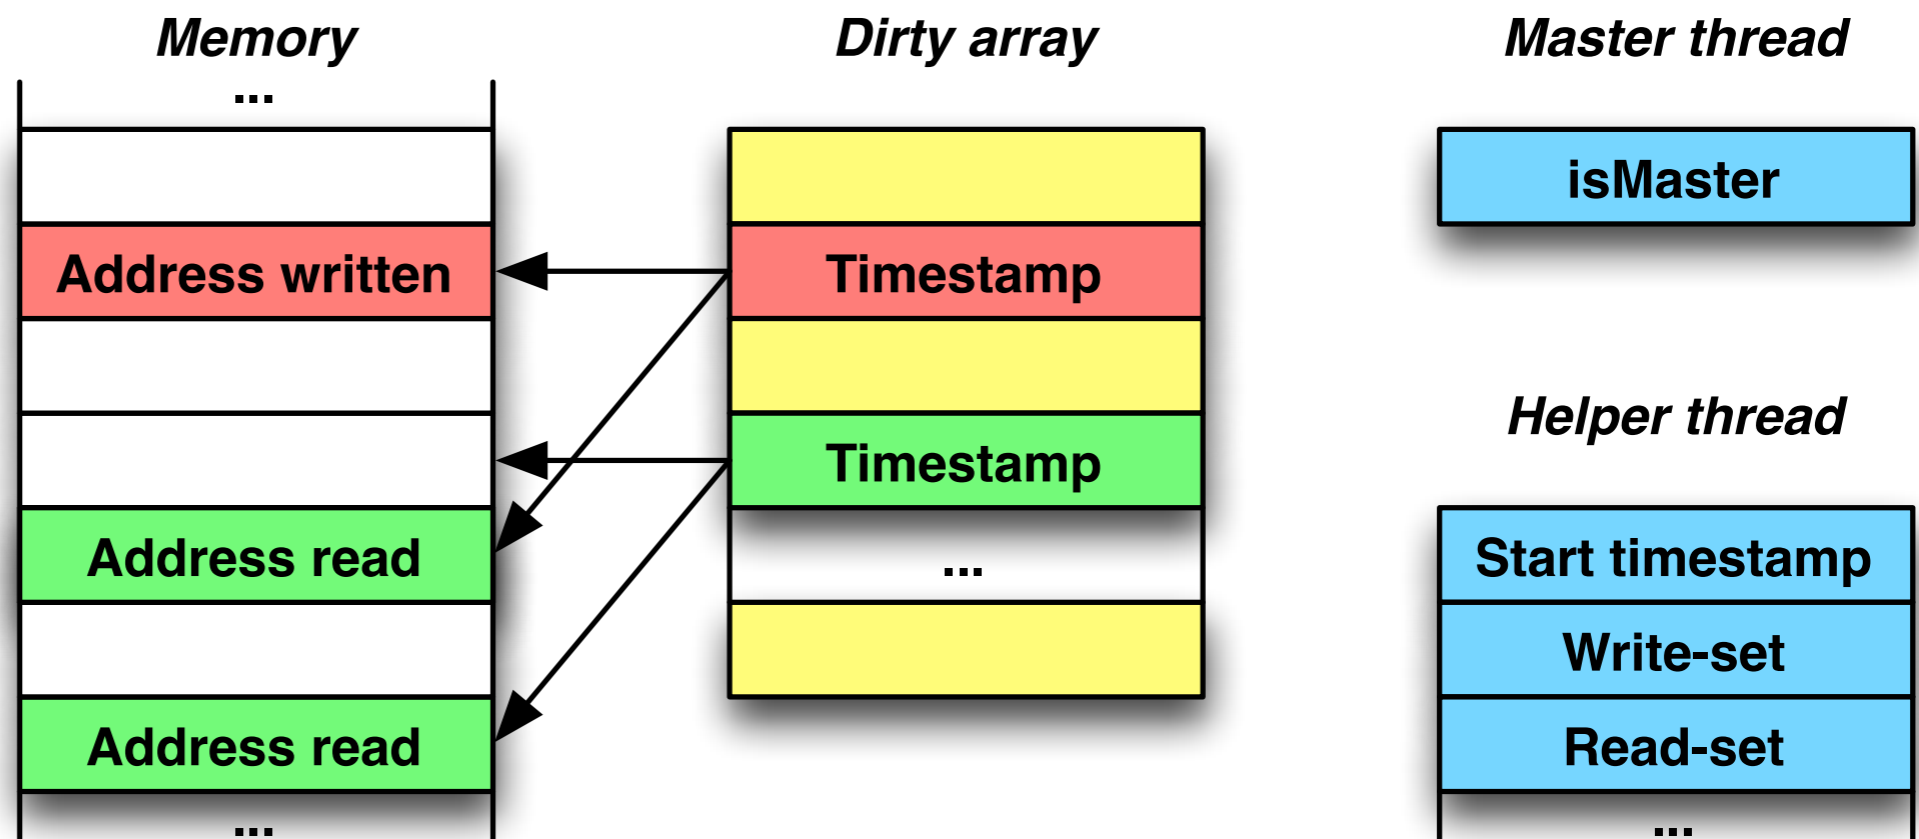 Memory
...
Address written
Address read
Address read
...
Dirty array
Timestamp
Timestamp
...
Master thread
isMaster
Helper thread
Start timestamp
Write-set
Read-set
...